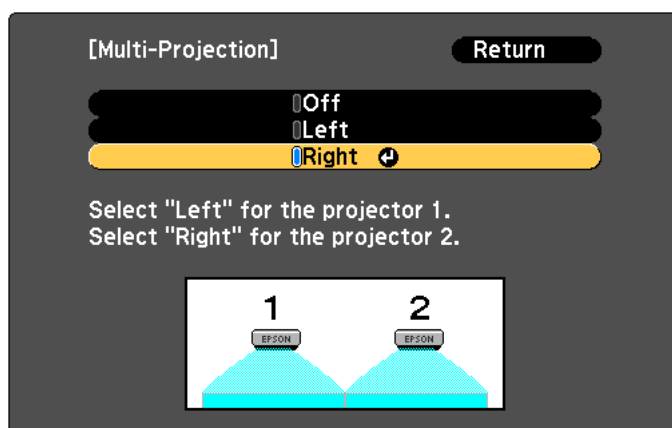 [Multi-Projection] Return
Off
Left
Right
Select "Left" for the projector 1.
Select "Right" for the projector 2.
1 2
EPSON EPSON